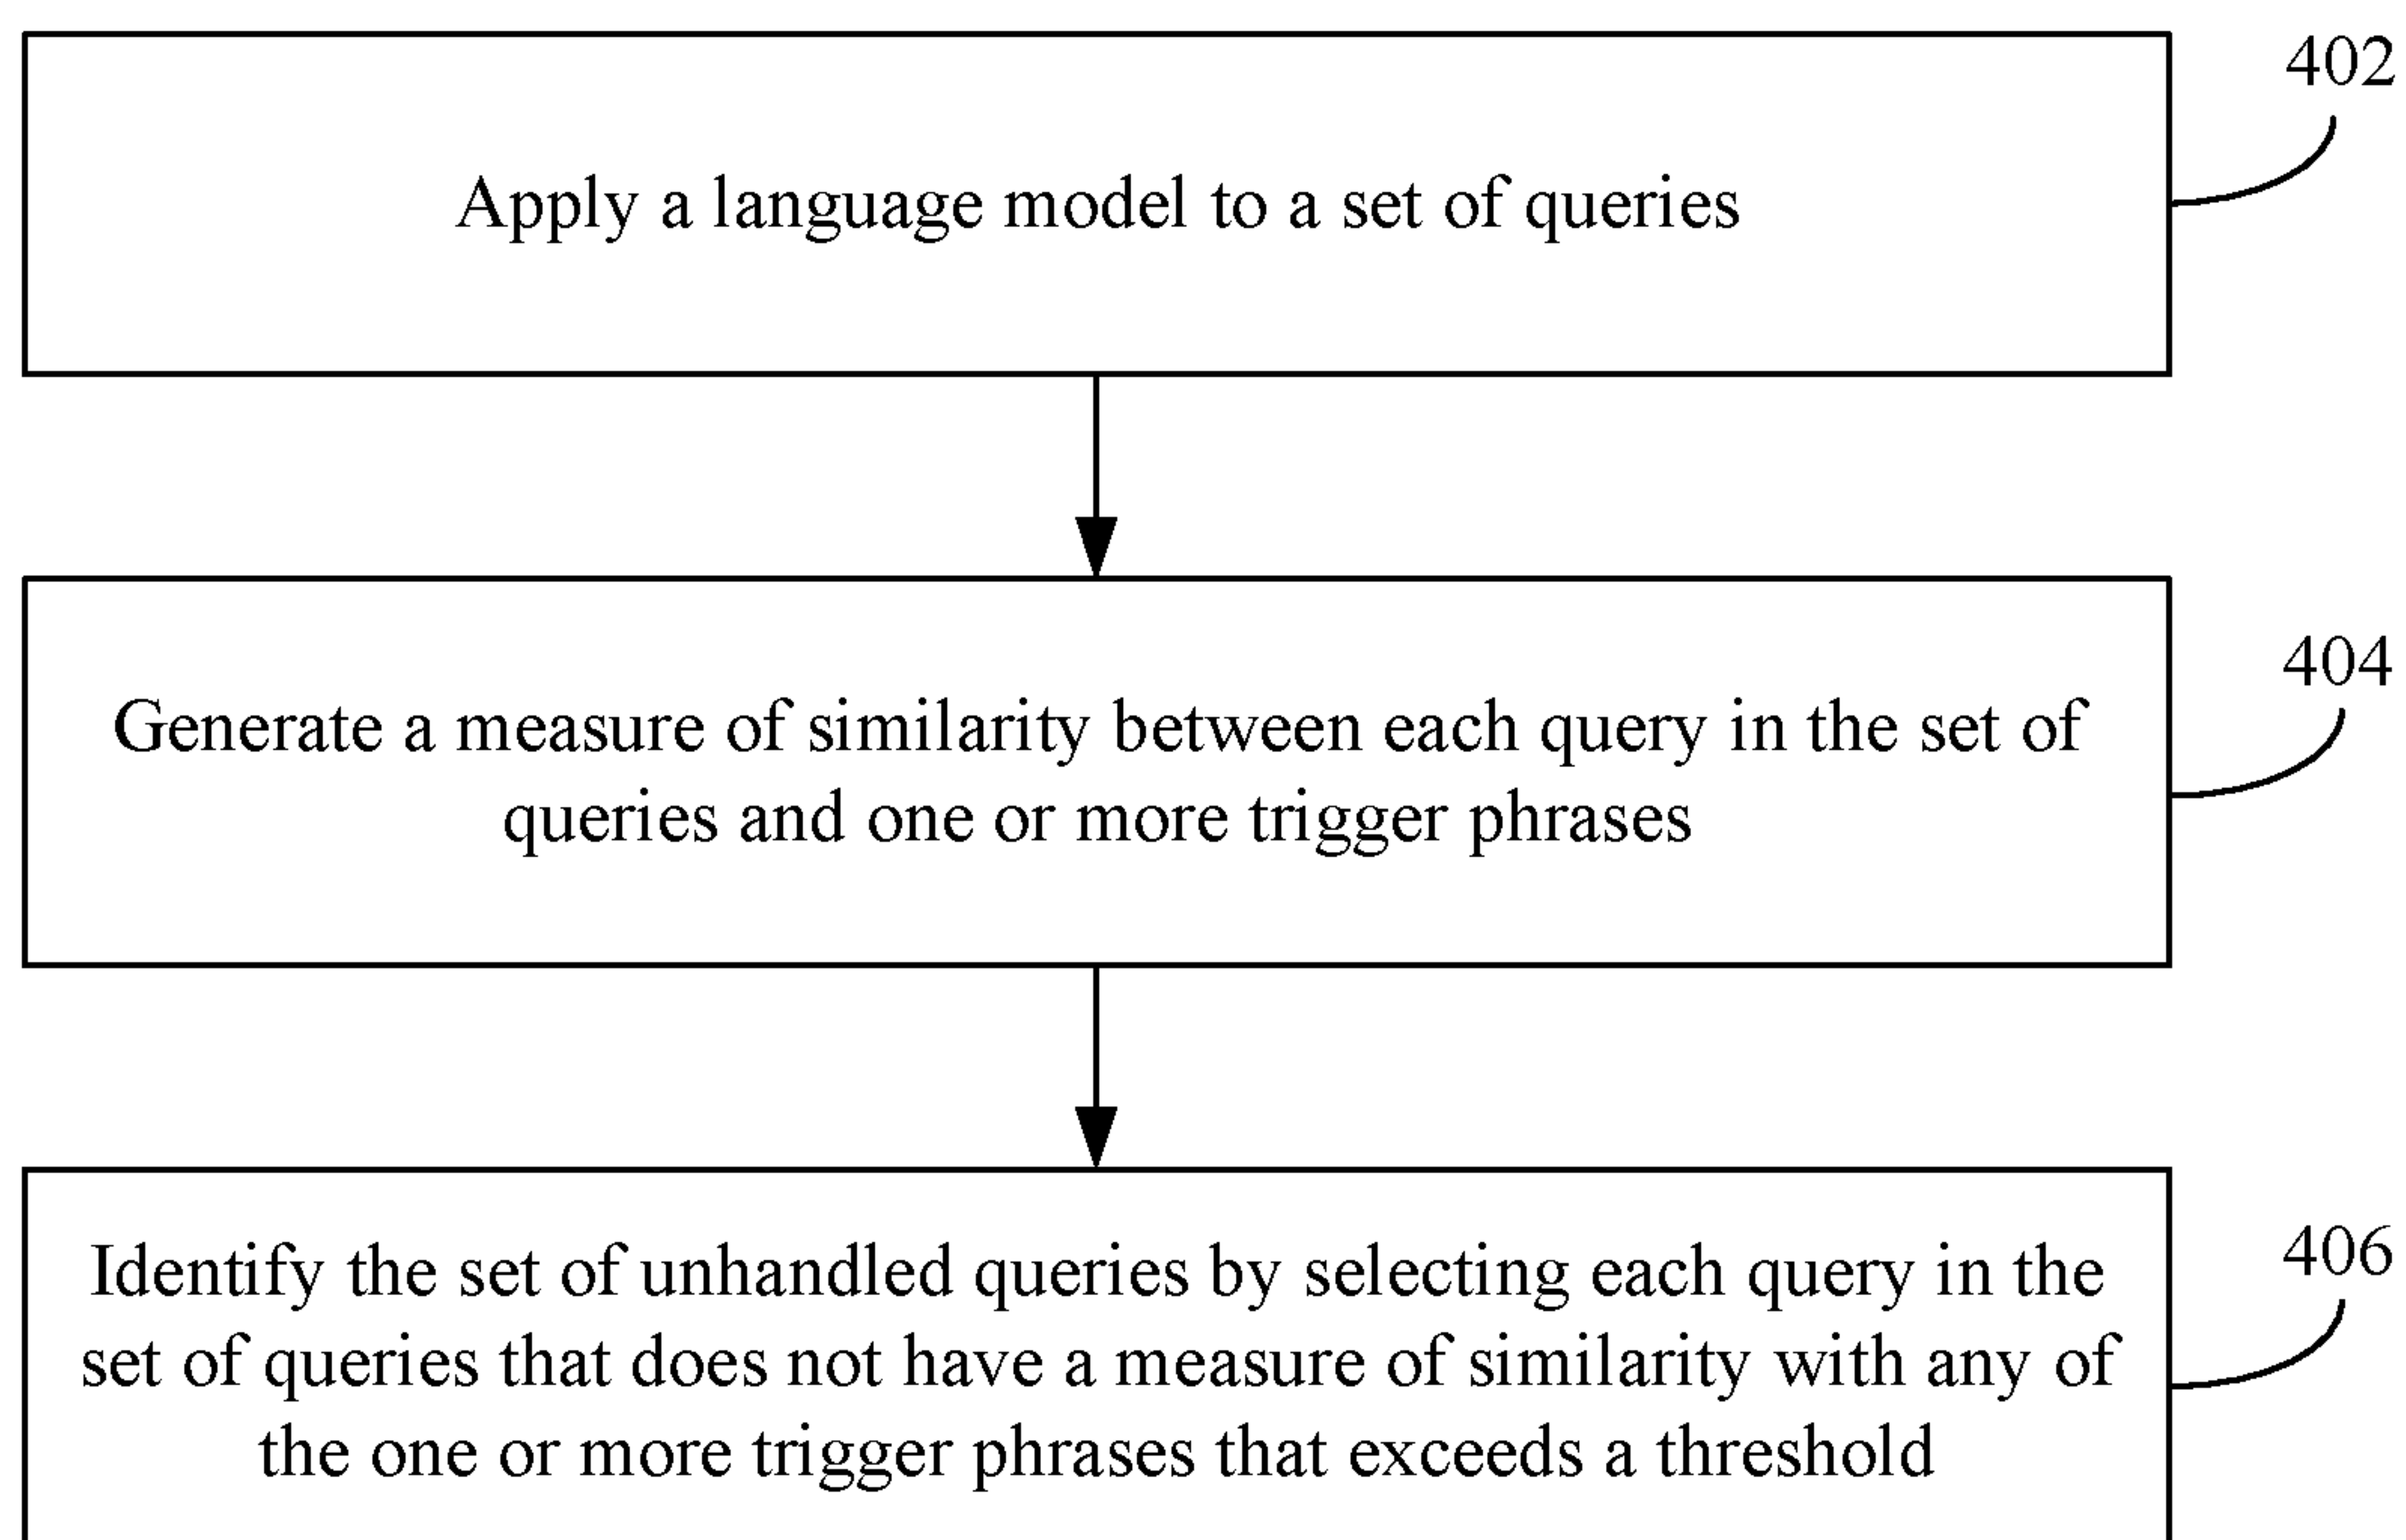 402
Apply a language model to a set of queries
404
Generate a measure of similarity between each query in the set of
queries and one or more trigger phrases
406
Identify the set of unhandled queries by selecting each query in the
set of queries that does not have a measure of similarity with any of
the one or more trigger phrases that exceeds a threshold